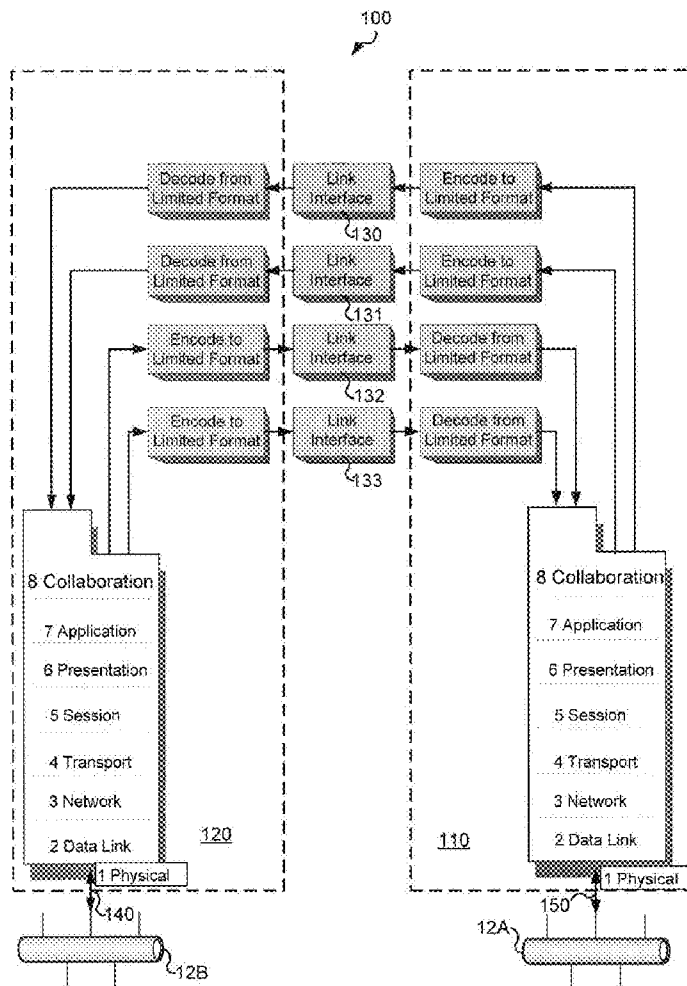 100
Decode from
Limited Format
Link
Interface
130
Encode to
Limited Format
Decode from
Limited Format
Link
Interface
131
Encode to
Limited Format
Encode to
Limited Format
Link
Interface
132
Decode from
Limited Format
Encode to
Limited Format
Link
Interface
133
Decode from
Limited Format
8 Collaboration
7 Application
6 Presentation
5 Session
4 Transport
3 Network
2 Data Link
1 Physical
120
140
12B
8 Collaboration
7 Application
6 Presentation
5 Session
4 Transport
3 Network
2 Data Link
1 Physical
110
150
12A